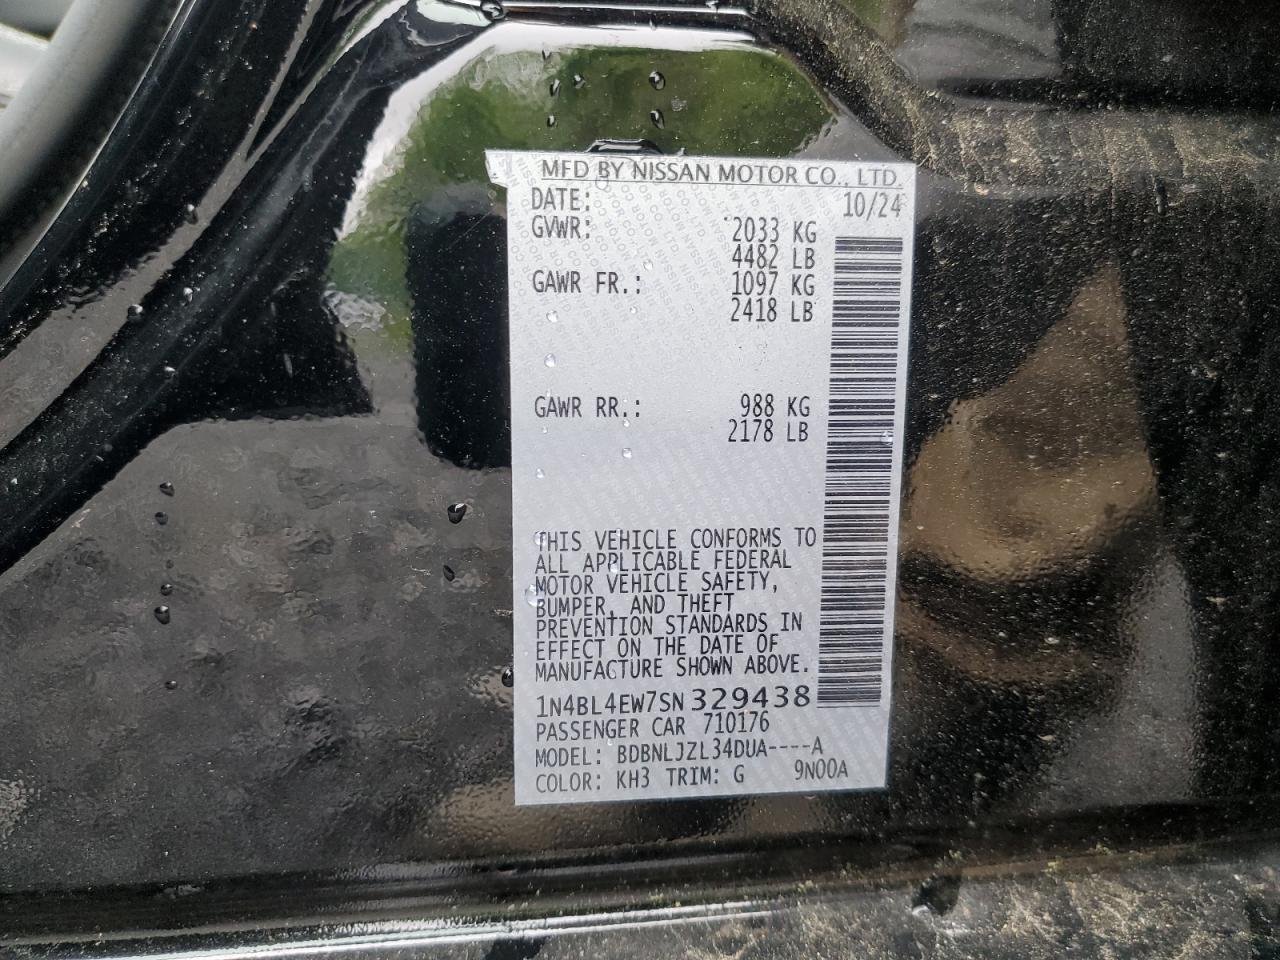 MFD BY NISSAN MOTOR CO., LTD.
DATE: 10/24
GVWR: 2033 KG
4482 LB
GAWR FR.: 1097 KG
2418 LB
GAWR RR.: 988 KG
2178 LB
THIS VEHICLE CONFORMS TO
ALL APPLICABLE FEDERAL
MOTOR VEHICLE SAFETY,
BUMPER, AND THEFT
PREVENTION STANDARDS IN
EFFECT ON THE DATE OF
MANUFACTURE SHOWN ABOVE.
1N4BL4EW7SN329438
PASSENGER CAR 710176
MODEL: BDBNLJZL34DUA----A
COLOR: KH3 TRIM: G 9N00A